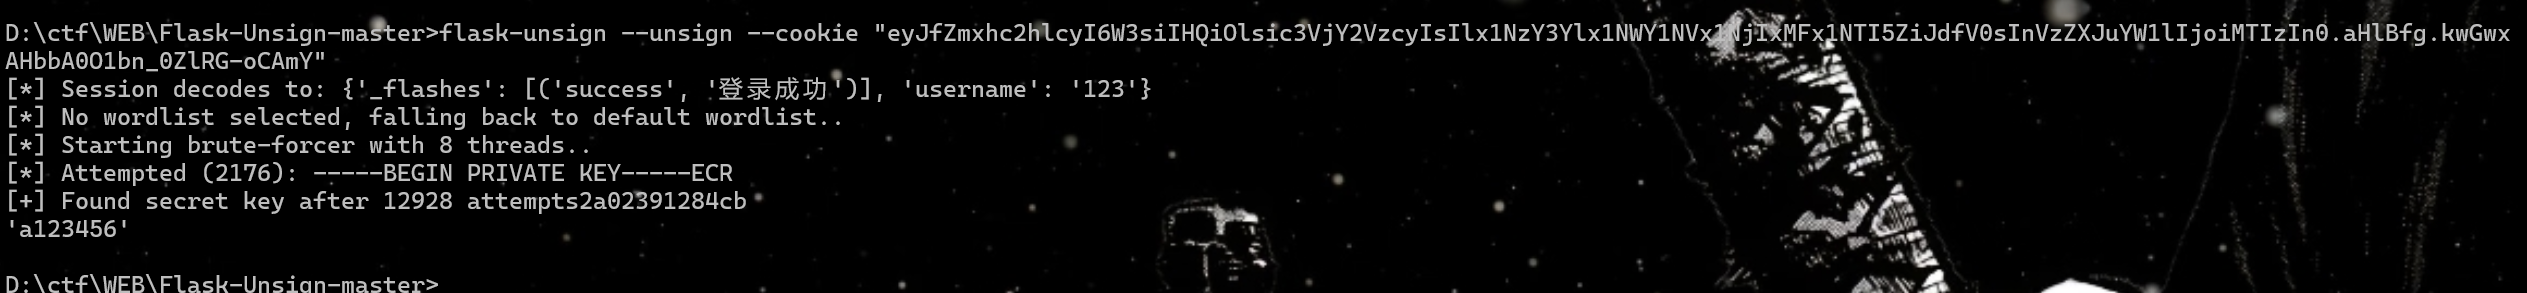 D:\ctf\WEB\Flask-Unsign-master>flask-unsign --unsign --cookie "eyJfZmxhc2hlcyI6W3siIHQiOlsic3VjY2VzcyIsIlx1NzY3Ylx1NWY1NVx1NjIxMFx1NTI5ZiJdfV0sInVzZXJuYW1lIjoiMTIzIn0.aHlBfg.kwGwx
AHbbA0O1bn_0ZlRG-oCAmY"
[*] Session decodes to: {'_flashes': [('success', '登录成功')], 'username': '123'}
[*] No wordlist selected, falling back to default wordlist..
[*] Starting brute-forcer with 8 threads..
[*] Attempted (2176): -----BEGIN PRIVATE KEY-----ECR
[+] Found secret key after 12928 attempts2a02391284cb
'a123456'
D:\ctf\WEB\Flask-Unsign-master>